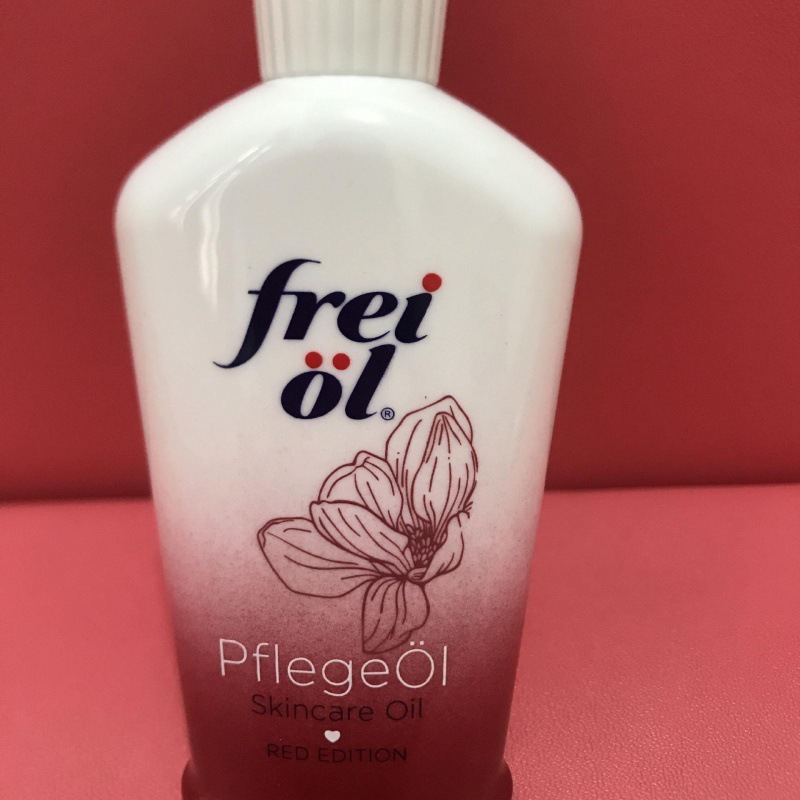 frei
öl®
PflegeÖl
Skincare Oil
RED EDITION